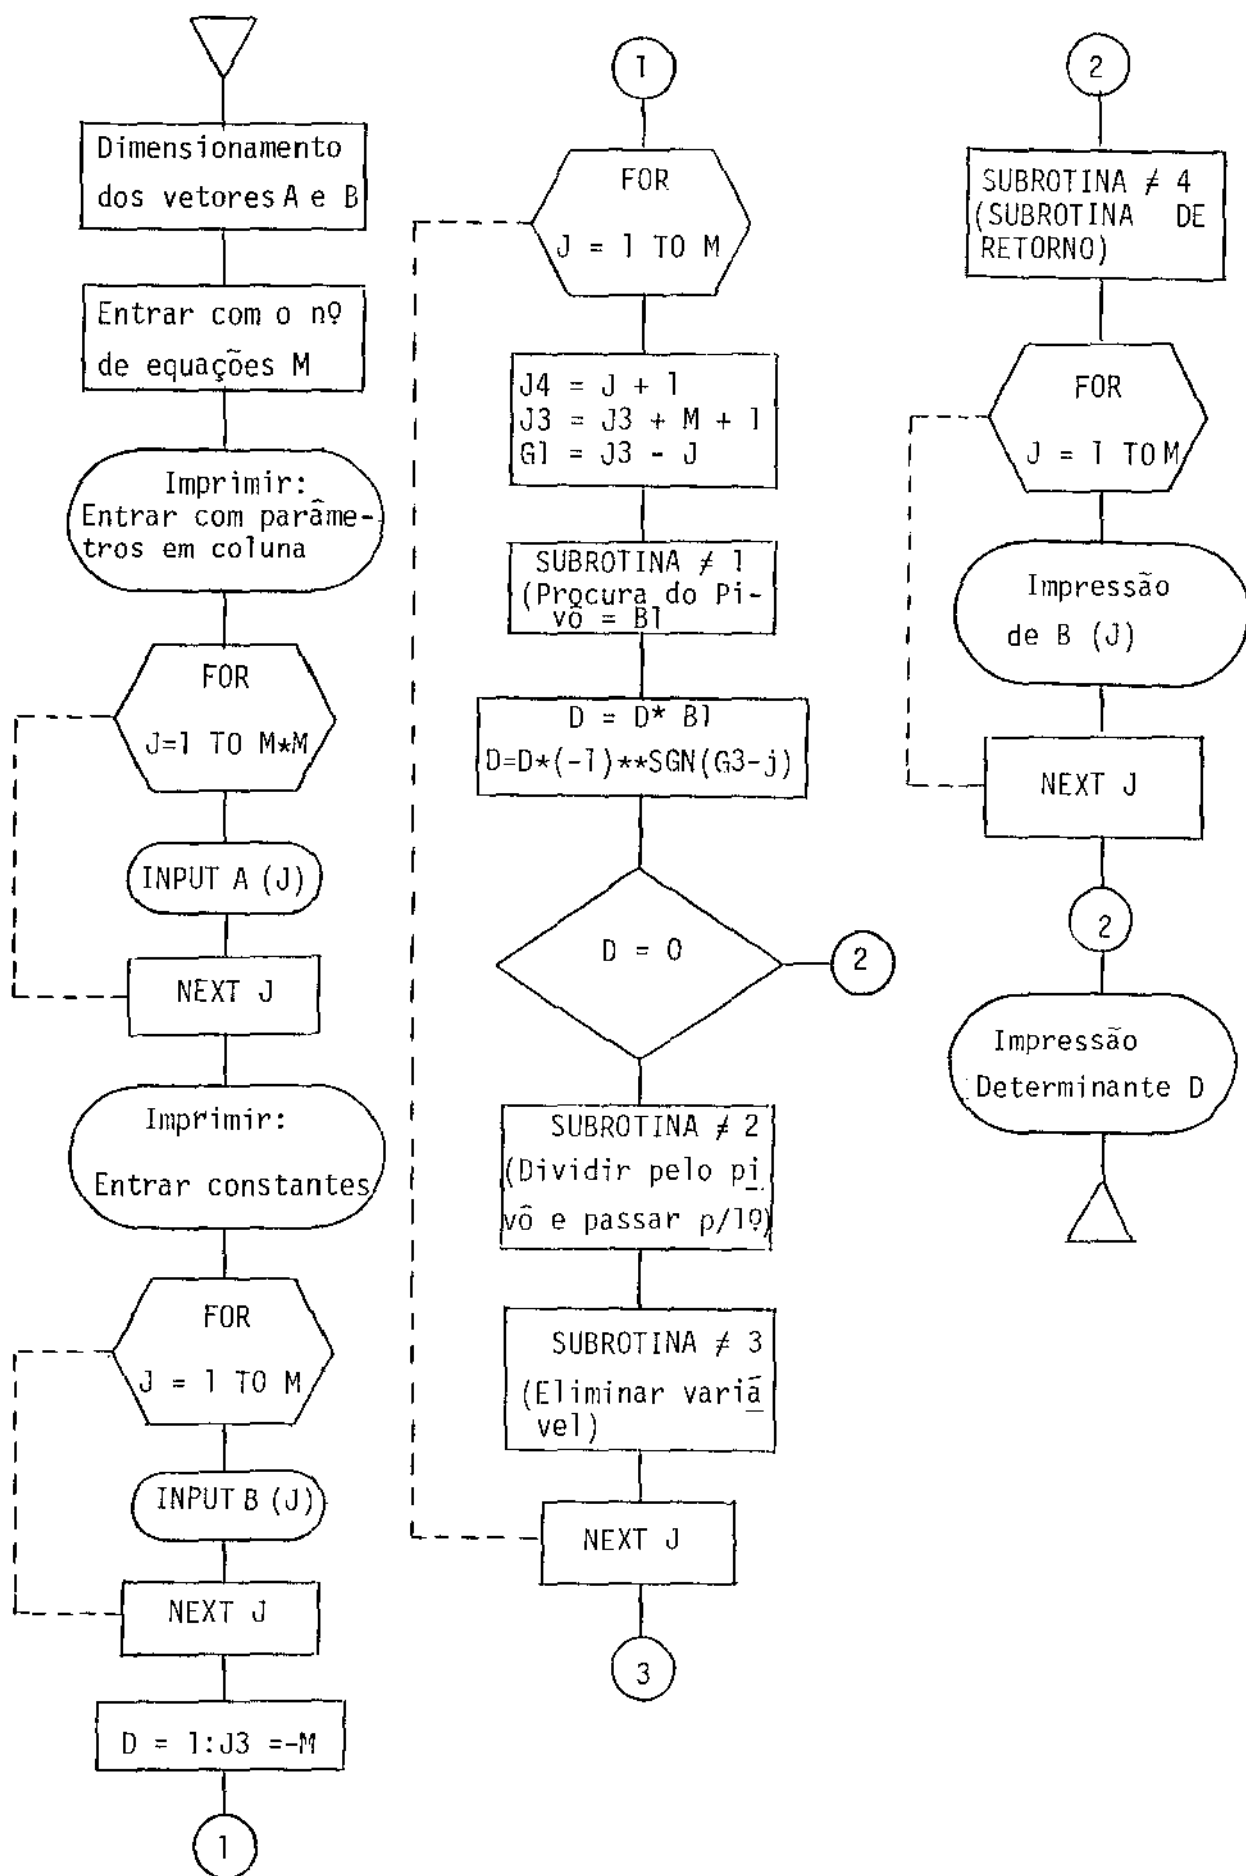 Dimensionamento
dos vetores A e B
Entrar com o nº
de equações M
Imprimir:
Entrar com parâme-
tros em coluna
FOR
J=1 TO M*M
INPUT A (J)
NEXT J
Imprimir:
Entrar constantes
FOR
J = 1 TO M
INPUT B (J)
NEXT J
D = 1:J3 =-M
1
1
FOR
J = 1 TO M
J4 = J + 1
J3 = J3 + M + 1
G1 = J3 - J
SUBROTINA ≠ 1
(Procura do Pi-
vô = B1
D = D* B1
D=D*(-1)**SGN(G3-j)
D = 0
2
SUBROTINA ≠ 2
(Dividir pelo pi
vô e passar p/1º)
SUBROTINA ≠ 3
(Eliminar variá
vel)
NEXT J
3
2
SUBROTINA ≠ 4
(SUBROTINA DE
RETORNO)
FOR
J = 1 TO M
Impressão
de B (J)
NEXT J
2
Impressão
Determinante D